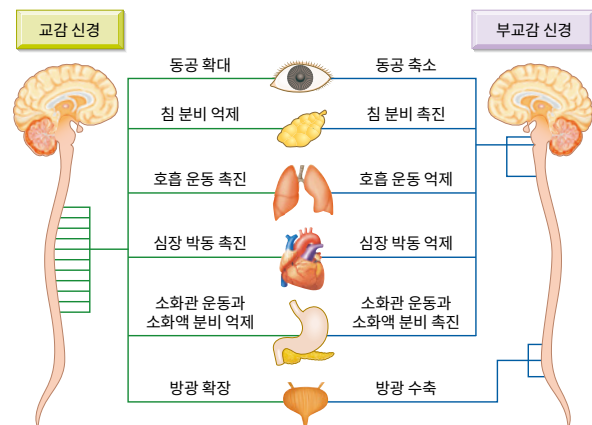 교감 신경
부교감 신경
동공 확대
동공 축소
침 분비 억제
침 분비 촉진
호흡 운동 촉진
호흡 운동 억제
심장 박동 촉진
심장 박동 억제
소화관 운동과
소화액 분비 억제
소화관 운동과
소화액 분비 촉진
방광 확장
방광 수축